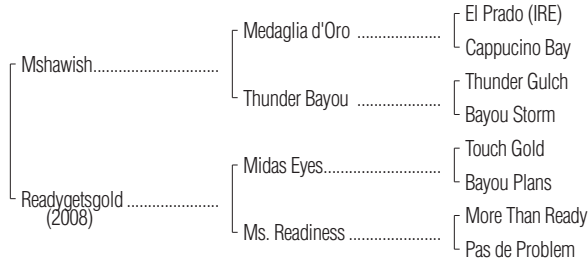 El Prado (IRE)
Medaglia d'Oro ....................
Cappucino Bay
Mshawish..............................
Thunder Gulch
Thunder Bayou ....................
Bayou Storm
Touch Gold
Midas Eyes............................
Bayou Plans
Readygetsgold ......................
(2008)
More Than Ready
Ms. Readiness ......................
Pas de Problem